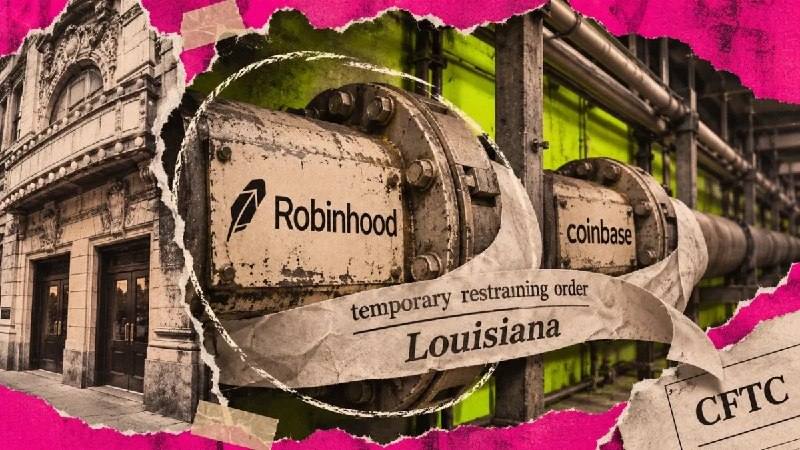 Robinhood
coinbase
temporary restraining order
Louisiana
CFTC